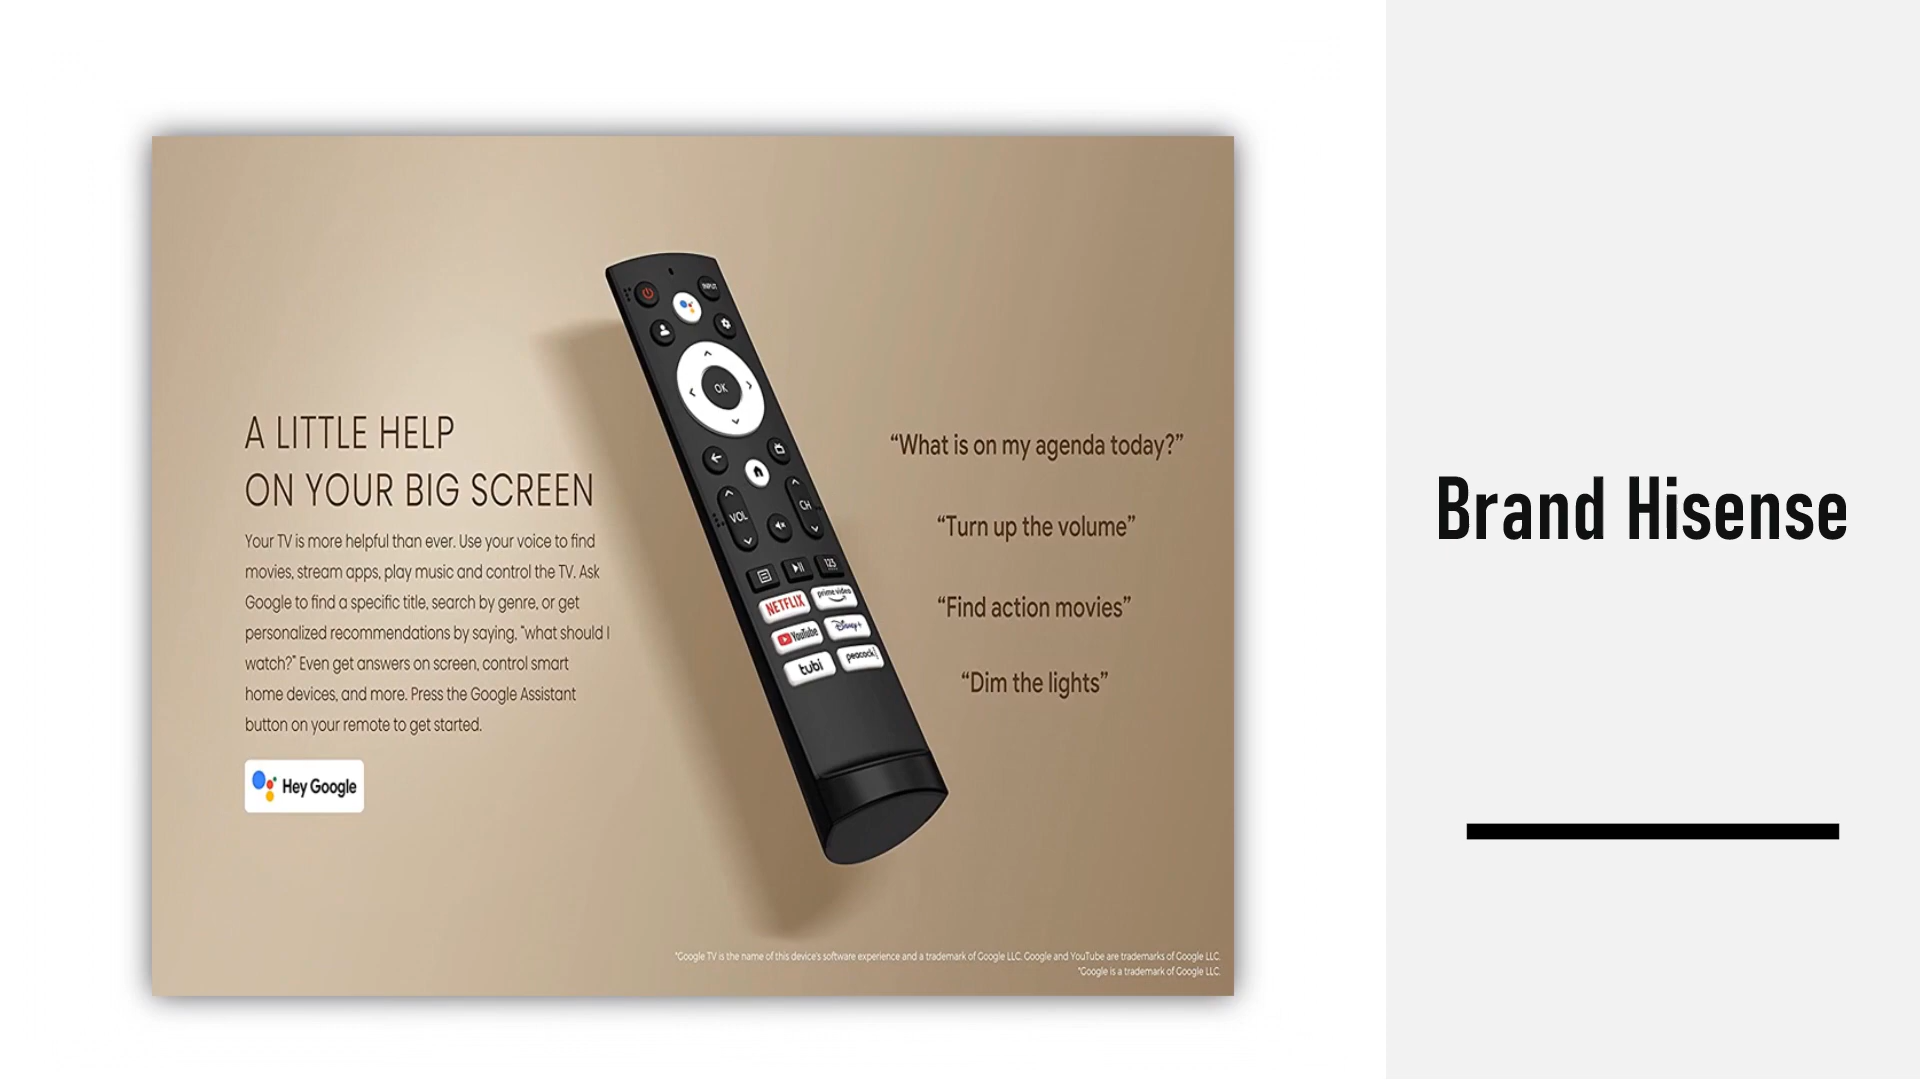 A LITTLE HELP
ON YOUR BIG SCREEN
Your TV is more helpful than ever. Use your voice to find
movies, stream apps, play music and control the TV. Ask
Google to find a specific title, search by genre, or get
personalized recommendations by saying, "what should I
watch?" Even get answers on screen, control smart
home devices, and more. Press the Google Assistant
button on your remote to get started.
Hey Google
INPUT
OK
VOL
CH
123
NETFLIX
prime video
YouTube
Disney+
tubi
peacock
“What is on my agenda today?”
“Turn up the volume”
“Find action movies”
“Dim the lights”
*Google TV is the name of this device's software experience and a trademark of Google LLC. Google and YouTube are trademarks of Google LLC.
*Google is a trademark of Google LLC.
Brand Hisense